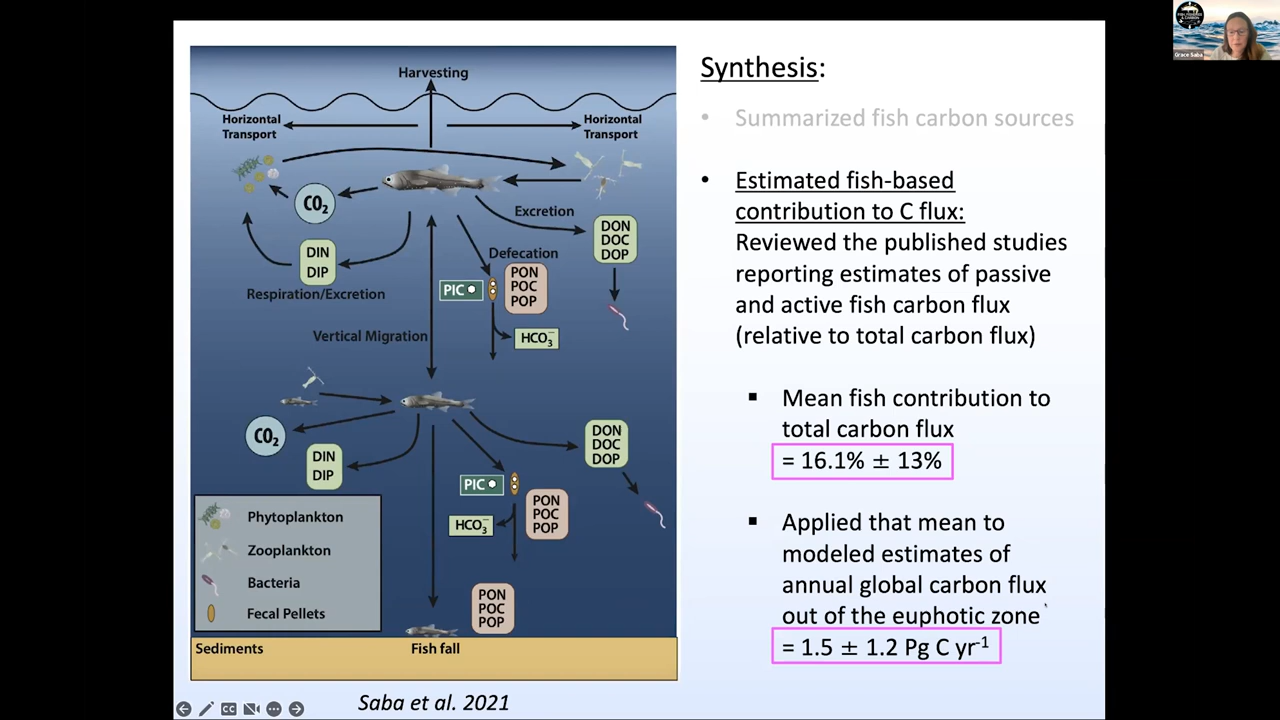 Harvesting
Horizontal
Transport
Horizontal
Transport
CO₂
Excretion
DON
DOC
DOP
DIN
DIP
Respiration/Excretion
Defecation
PIC
PON
POC
POP
HCO₃⁻
Vertical Migration
CO₂
DIN
DIP
DON
DOC
DOP
PIC
PON
POC
POP
HCO₃⁻
PON
POC
POP
Phytoplankton
Zooplankton
Bacteria
Fecal Pellets
Sediments
Fish fall
Saba et al. 2021
Synthesis:
• Summarized fish carbon sources
• Estimated fish-based
contribution to C flux:
Reviewed the published studies
reporting estimates of passive
and active fish carbon flux
(relative to total carbon flux)
▪ Mean fish contribution to
total carbon flux
= 16.1% ± 13%
▪ Applied that mean to
modeled estimates of
annual global carbon flux
out of the euphotic zone
= 1.5 ± 1.2 Pg C yr⁻¹
FISH, FISHERIES
& CARBON
Grace Saba
CC